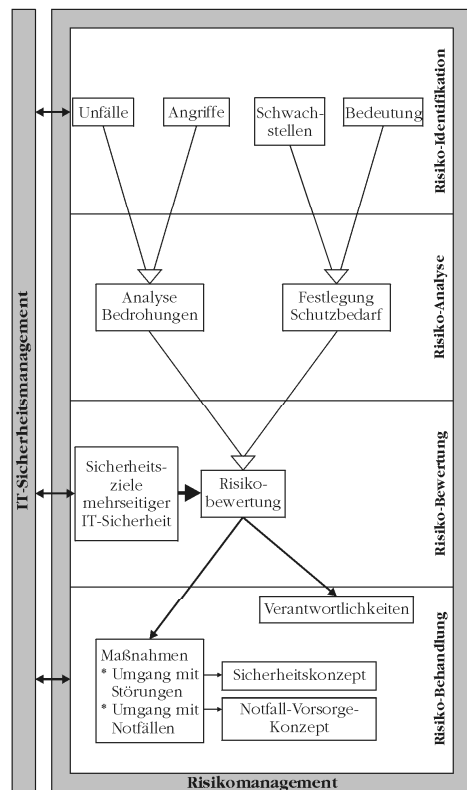 IT-Sicherheitsmanagement
Risiko-Identifikation
Unfälle
Angriffe
Schwach-
stellen
Bedeutung
Risiko-Analyse
Analyse
Bedrohungen
Festlegung
Schutzbedarf
Risiko-Bewertung
Sicherheits-
ziele
mehrseitiger
IT-Sicherheit
Risiko-
bewertung
Risiko-Behandlung
Verantwortlichkeiten
Maßnahmen
* Umgang mit
Störungen
* Umgang mit
Notfällen
Sicherheitskonzept
Notfall-Vorsorge-
Konzept
Risikomanagement